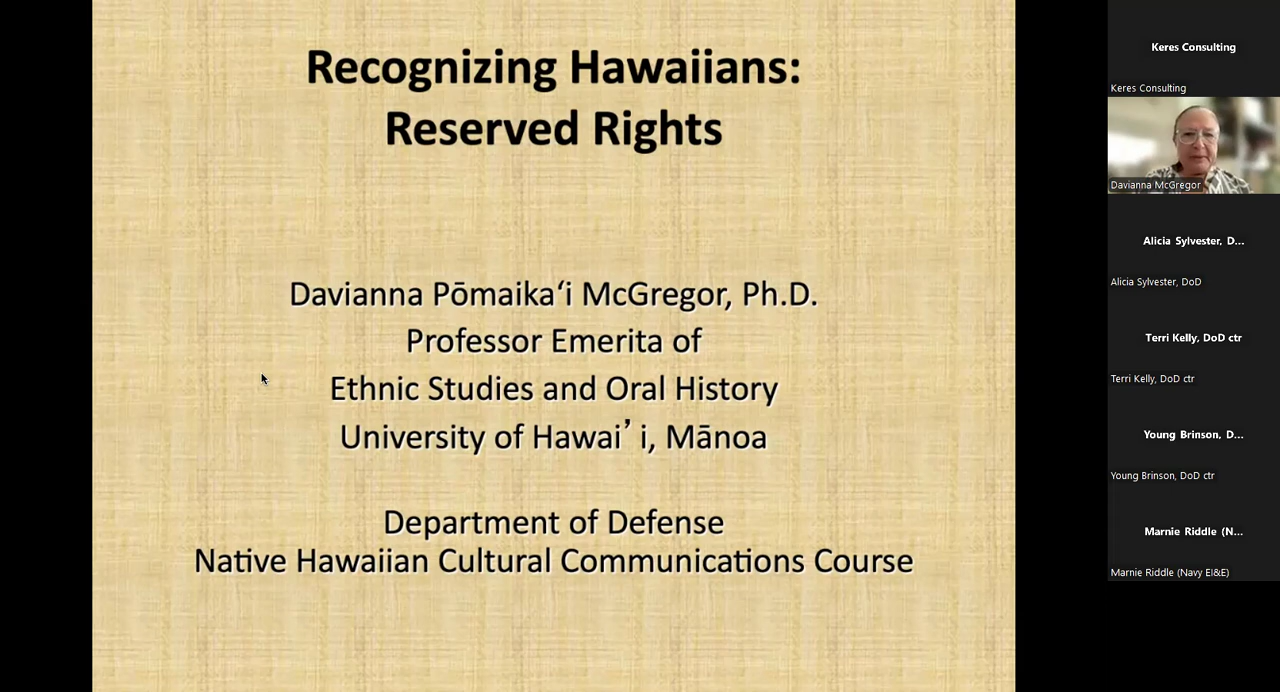 Recognizing Hawaiians:
Reserved Rights
Davianna Pōmaikaʻi McGregor, Ph.D.
Professor Emerita of
Ethnic Studies and Oral History
University of Hawai’ i, Mānoa
Department of Defense
Native Hawaiian Cultural Communications Course
Keres Consulting
Keres Consulting
Davianna McGregor
Alicia Sylvester, D...
Alicia Sylvester, DoD
Terri Kelly, DoD ctr
Terri Kelly, DoD ctr
Young Brinson, D...
Young Brinson, DoD ctr
Marnie Riddle (N...
Marnie Riddle (Navy EI&E)